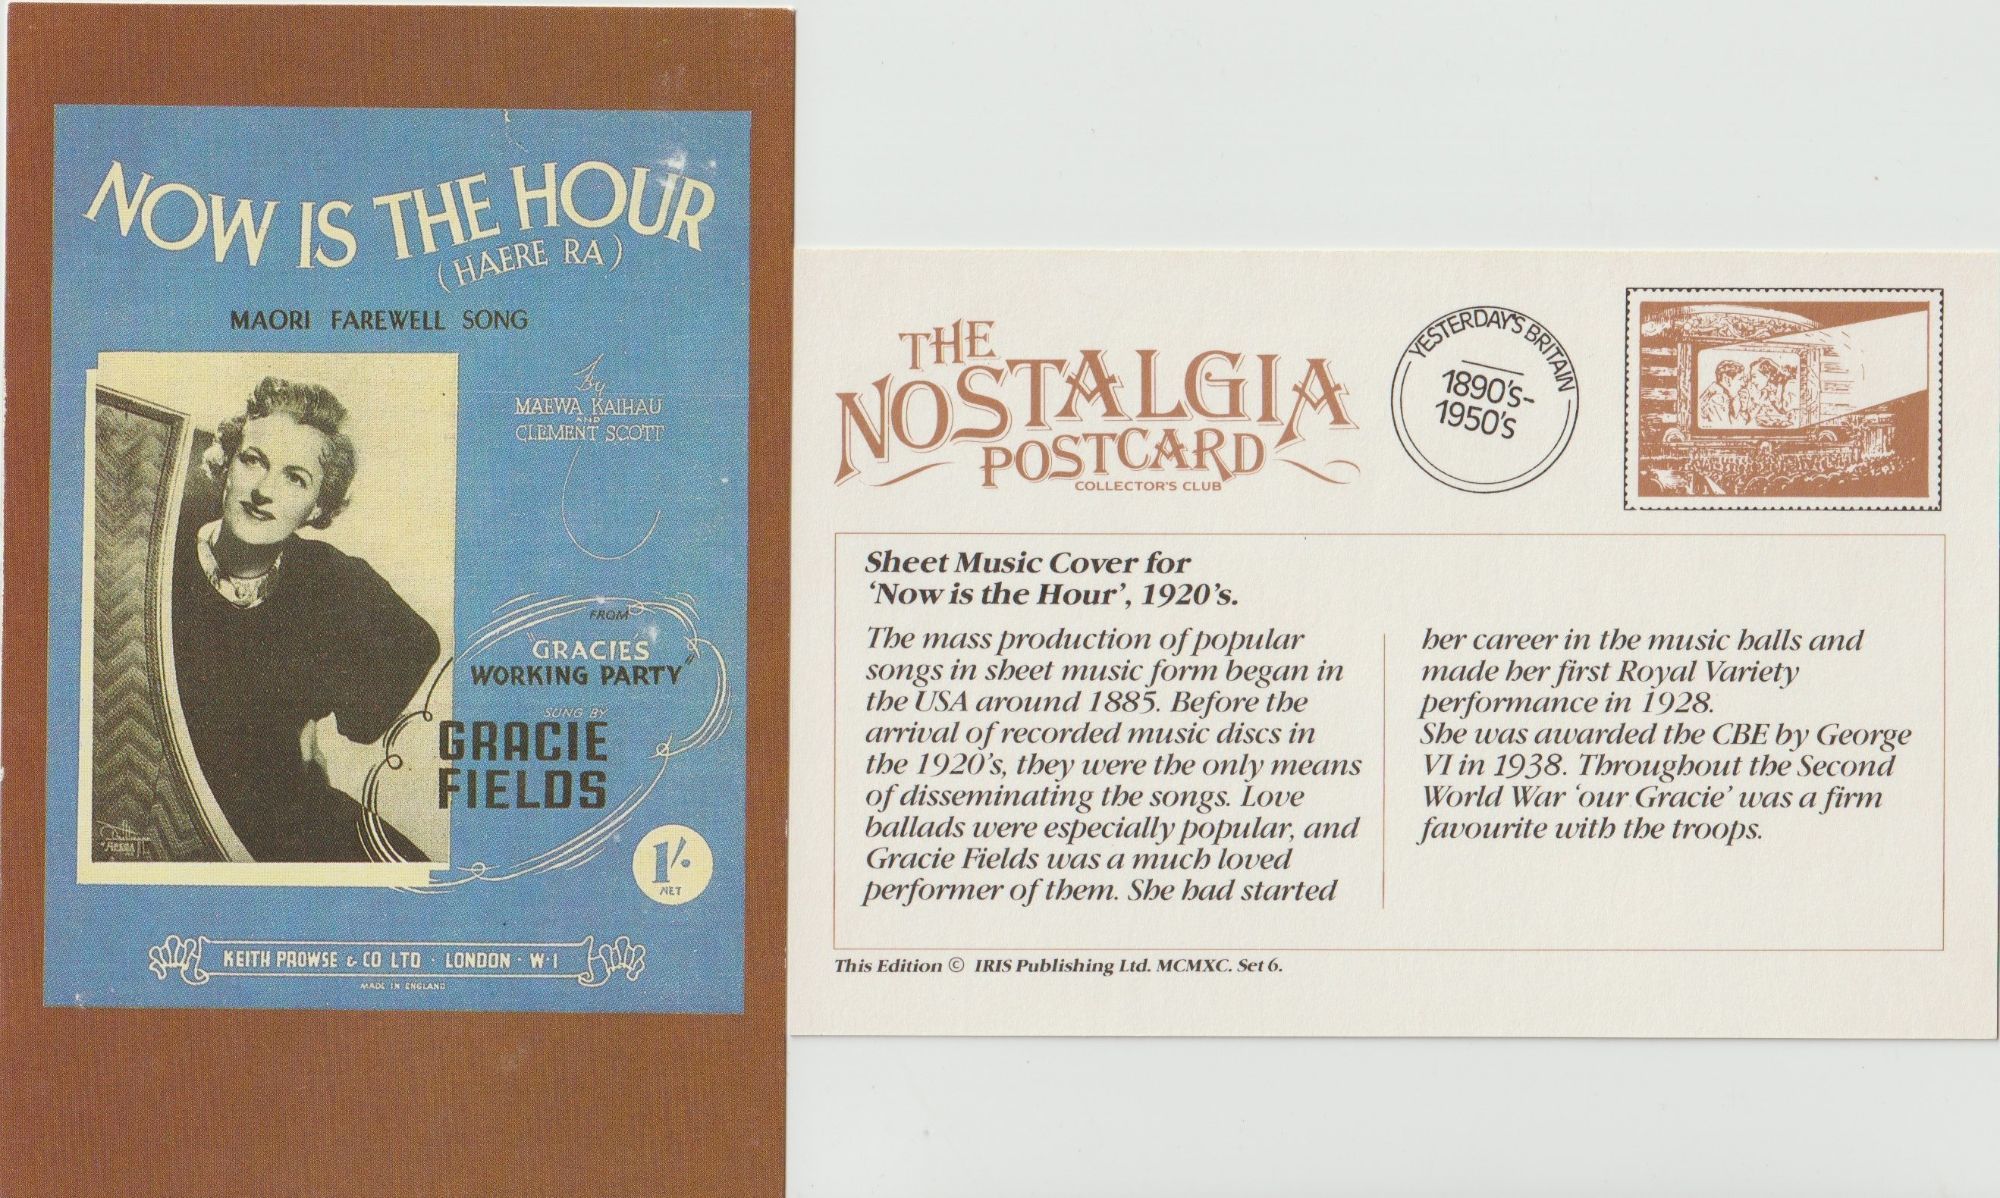 NOW IS THE HOUR
(HAERE RA)
MAORI FAREWELL SONG
By
MAEWA KAIHAU
AND
CLEMENT SCOTT
FROM
"GRACIE'S
WORKING PARTY"
SUNG BY
GRACIE
FIELDS
1/-
NET
KEITH PROWSE & CO LTD · LONDON · W·1
MADE IN ENGLAND
THE
NOSTALGIA
POSTCARD
COLLECTOR'S CLUB
YESTERDAY'S BRITAIN
1890's-
1950's
Sheet Music Cover for
‘Now is the Hour’, 1920’s.
The mass production of popular
songs in sheet music form began in
the USA around 1885. Before the
arrival of recorded music discs in
the 1920’s, they were the only means
of disseminating the songs. Love
ballads were especially popular, and
Gracie Fields was a much loved
performer of them. She had started
her career in the music halls and
made her first Royal Variety
performance in 1928.
She was awarded the CBE by George
VI in 1938. Throughout the Second
World War ‘our Gracie’ was a firm
favourite with the troops.
This Edition © IRIS Publishing Ltd. MCMXC. Set 6.